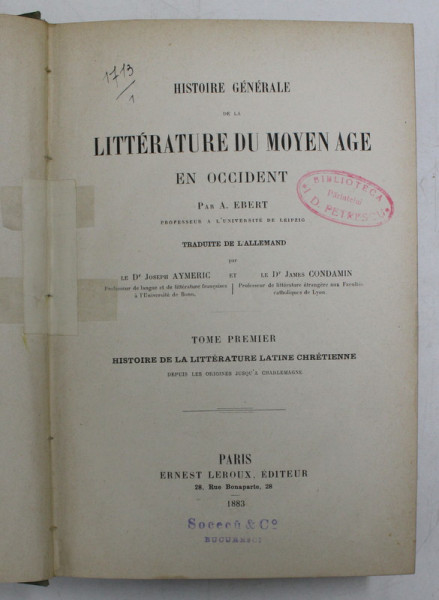 1713
1
HISTOIRE GÉNÉRALE
DE LA
LITTÉRATURE DU MOYEN AGE
EN OCCIDENT
PAR A. EBERT
PROFESSEUR A L'UNIVERSITÉ DE LEIPZIG
BIBLIOTECA
Părintelui
I. D. PETRESCU
TRADUITE DE L'ALLEMAND
par
LE Dr JOSEPH AYMERIC ET LE Dr JAMES CONDAMIN
Professeur de langue et de littérature françaises Professeur de littérature étrangère aux Facultés
à l'Université de Bonn. catholiques de Lyon.
TOME PREMIER
HISTOIRE DE LA LITTÉRATURE LATINE CHRÉTIENNE
DEPUIS LES ORIGINES JUSQU'A CHARLEMAGNE
PARIS
ERNEST LEROUX, ÉDITEUR
28, Rue Bonaparte, 28
1883
Socecŭ & Co
BUCURESCI